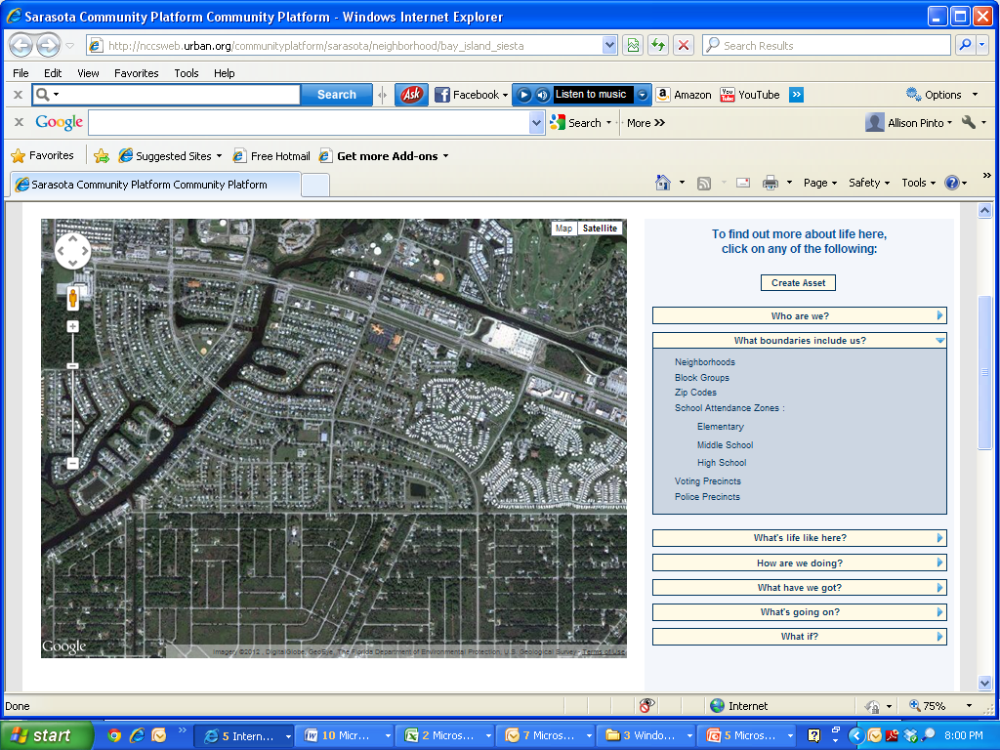 Sarasota Community Platform Community Platform - Windows Internet Explorer
http://nccsweb.urban.org/communityplatform/sarasota/neighborhood/bay_island_siesta
Search Results
File Edit View Favorites Tools Help
x Search Ask Facebook Listen to music Amazon You Tube YouTube Options
x Google Search More >> Allison Pinto
Favorites Suggested Sites Free Hotmail Get more Add-ons
Sarasota Community Platform Community Platform Page Safety Tools
Map Satellite
To find out more about life here,
click on any of the following:
Create Asset
Who are we?
What boundaries include us?
Neighborhoods
Block Groups
Zip Codes
School Attendance Zones :
Elementary
Middle School
High School
Voting Precincts
Police Precincts
What's life like here?
How are we doing?
What have we got?
What's going on?
What if?
Google
Imagery ©2012 , DigitalGlobe, GeoEye, The Florida Department of Environmental Protection, U.S. Geological Survey - Terms of Use
Done Internet 75%
start 5 Intern... 10 Micr... 2 Micros... 7 Micros... 3 Windo... 5 Micros... 8:00 PM